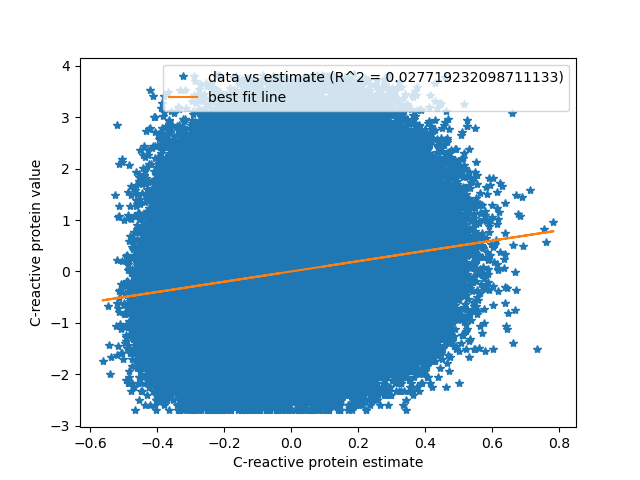 data vs estimate (R^2 = 0.027719232098711133)
best fit line
4
3
2
1
0
−1
−2
−3
C-reactive protein value
−0.6 −0.4 −0.2 0.0 0.2 0.4 0.6 0.8
C-reactive protein estimate